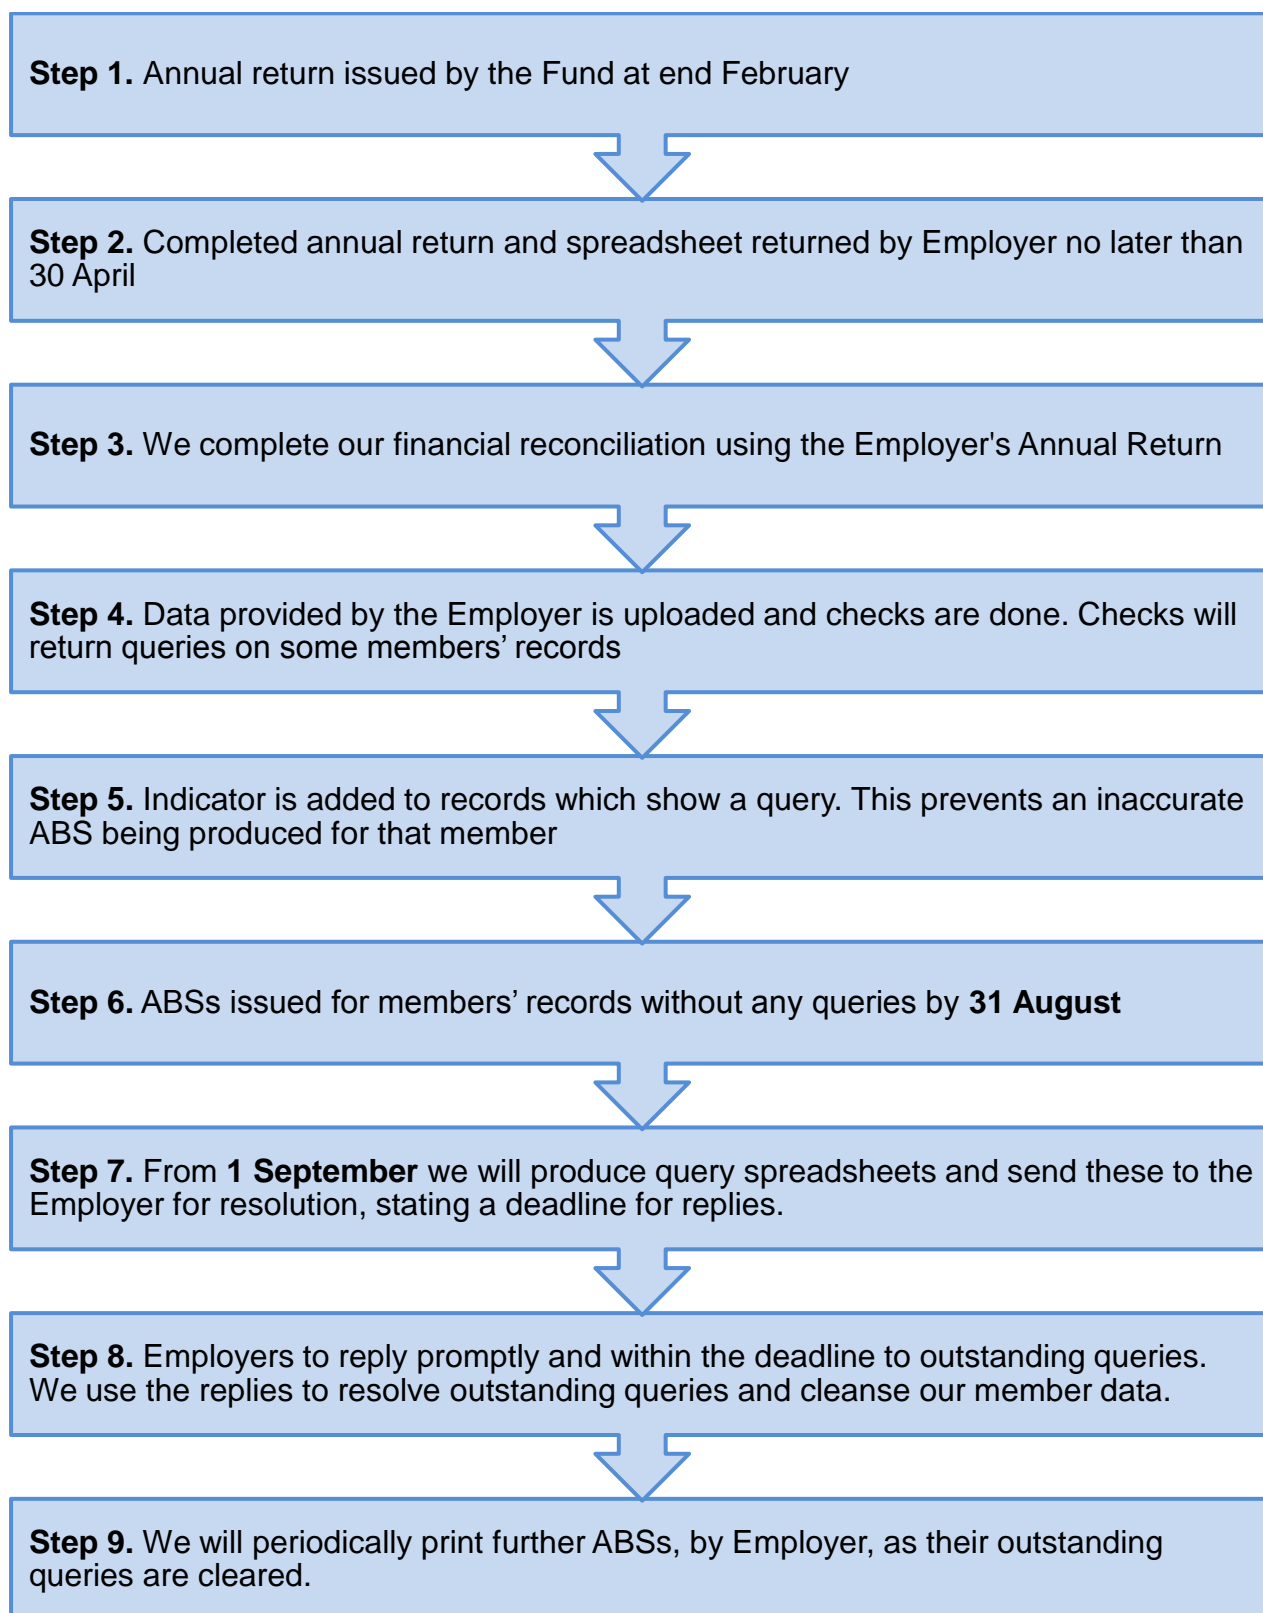 Step 1. Annual return issued by the Fund at end February
Step 2. Completed annual return and spreadsheet returned by Employer no later than
30 April
Step 3. We complete our financial reconciliation using the Employer's Annual Return
Step 4. Data provided by the Employer is uploaded and checks are done. Checks will
return queries on some members’ records
Step 5. Indicator is added to records which show a query. This prevents an inaccurate
ABS being produced for that member
Step 6. ABSs issued for members’ records without any queries by 31 August
Step 7. From 1 September we will produce query spreadsheets and send these to the
Employer for resolution, stating a deadline for replies.
Step 8. Employers to reply promptly and within the deadline to outstanding queries.
We use the replies to resolve outstanding queries and cleanse our member data.
Step 9. We will periodically print further ABSs, by Employer, as their outstanding
queries are cleared.